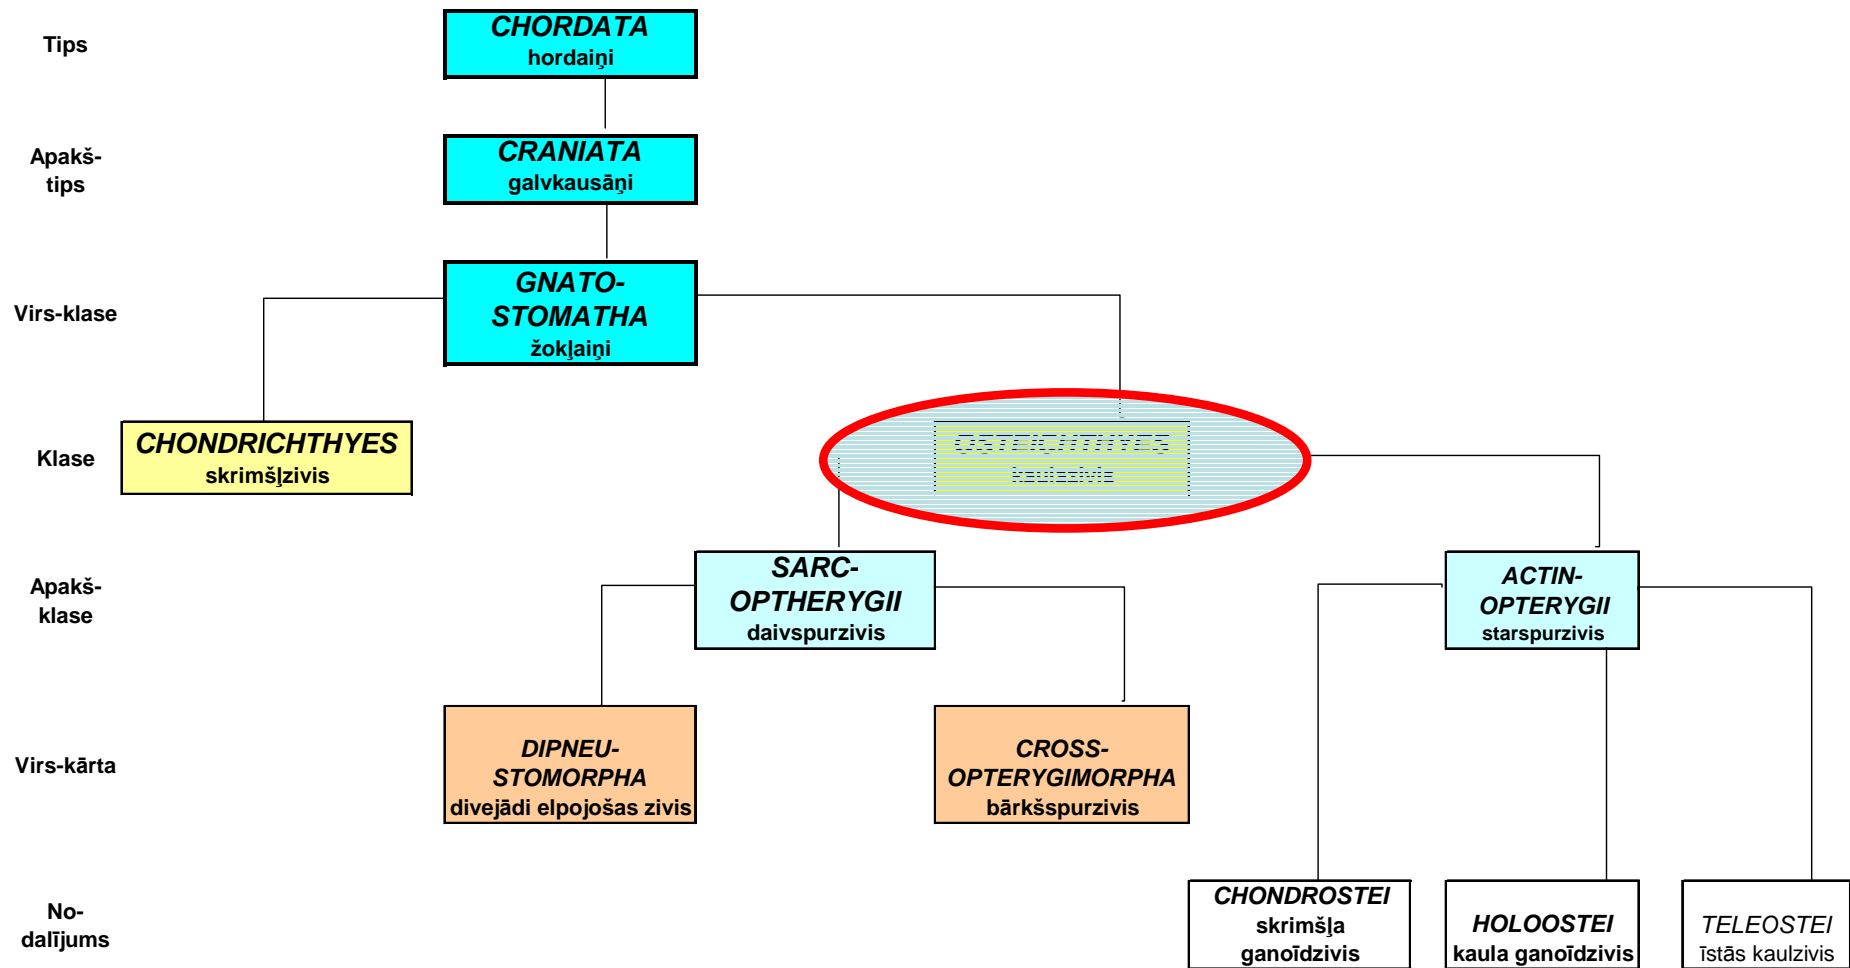 Tips
CHORDATA
hordaiņi
Apakš-
tips
CRANIATA
galvkausāņi
Virs-klase
GNATO-
STOMATHA
žokļaiņi
Klase
CHONDRICHTHYES
skrimšļzivis
Apakš-
klase
SARC-
OPTHERYGII
daivspurzivis
ACTIN-
OPTERYGII
starspurzivis
Virs-kārta
DIPNEU-
STOMORPHA
divejādi elpojošas zivis
CROSS-
OPTERYGIMORPHA
bārkšspurzivis
No-
dalījums
CHONDROSTEI
skrimšļa
ganoīdzivis
HOLOOSTEI
kaula ganoīdzivis
TELEOSTEI
īstās kaulzivis